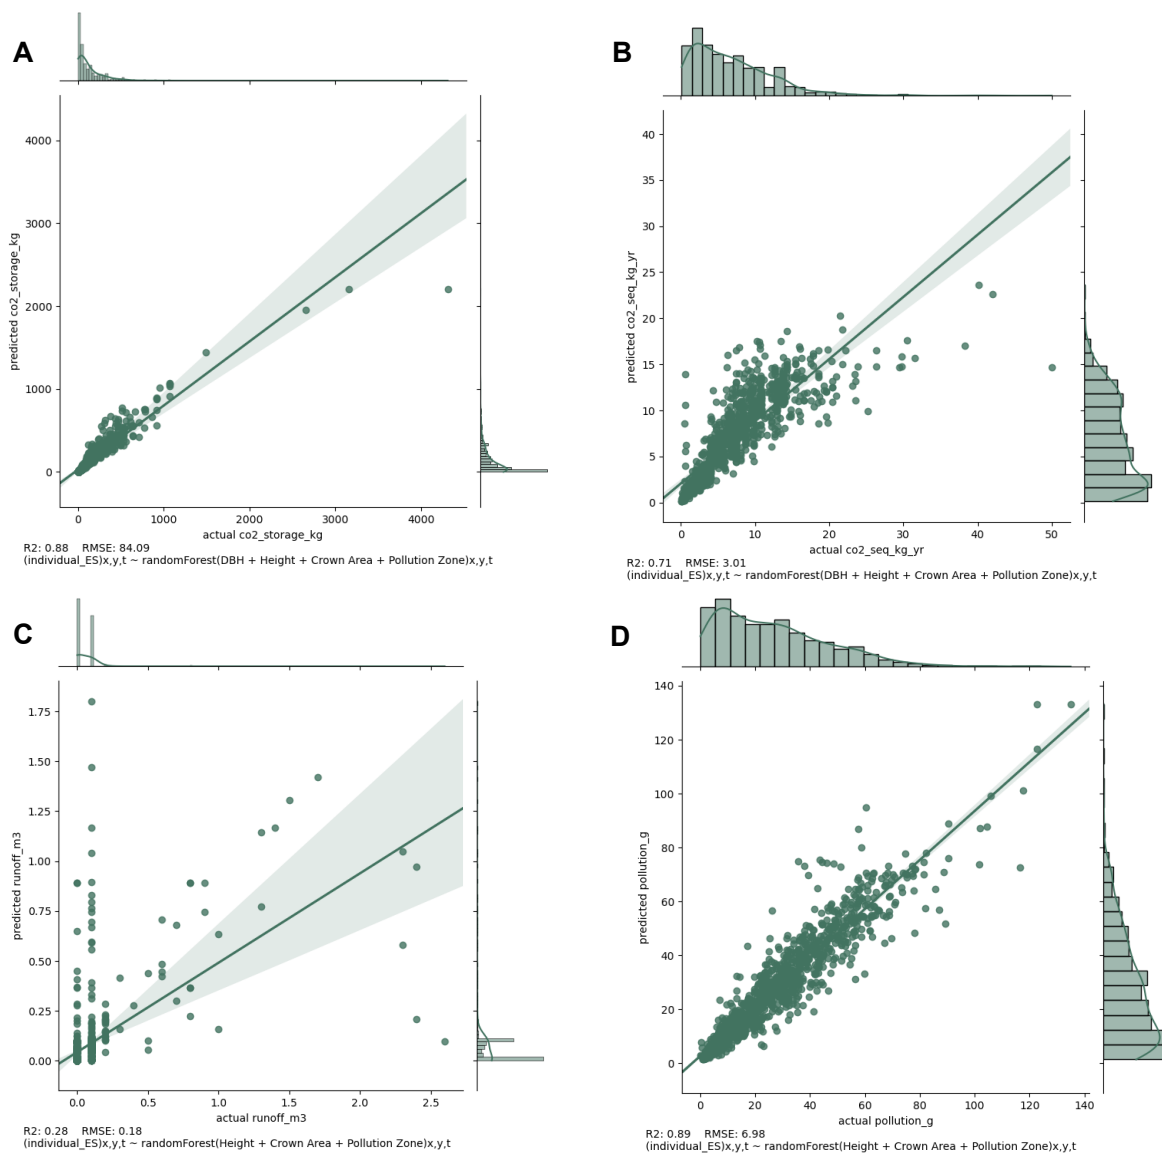 A
4000
3000
2000
1000
0
predicted co2_storage_kg
0 1000 2000 3000 4000
actual co2_storage_kg
R2: 0.88 RMSE: 84.09
(individual_ES)x,y,t ~ randomForest(DBH + Height + Crown Area + Pollution Zone)x,y,t
B
40
35
30
25
20
15
10
5
0
predicted co2_seq_kg_yr
0 10 20 30 40 50
actual co2_seq_kg_yr
R2: 0.71 RMSE: 3.01
(individual_ES)x,y,t ~ randomForest(DBH + Height + Crown Area + Pollution Zone)x,y,t
C
1.75
1.50
1.25
1.00
0.75
0.50
0.25
0.00
predicted runoff_m3
0.0 0.5 1.0 1.5 2.0 2.5
actual runoff_m3
R2: 0.28 RMSE: 0.18
(individual_ES)x,y,t ~ randomForest(Height + Crown Area + Pollution Zone)x,y,t
D
140
120
100
80
60
40
20
0
predicted pollution_g
0 20 40 60 80 100 120 140
actual pollution_g
R2: 0.89 RMSE: 6.98
(individual_ES)x,y,t ~ randomForest(Height + Crown Area + Pollution Zone)x,y,t